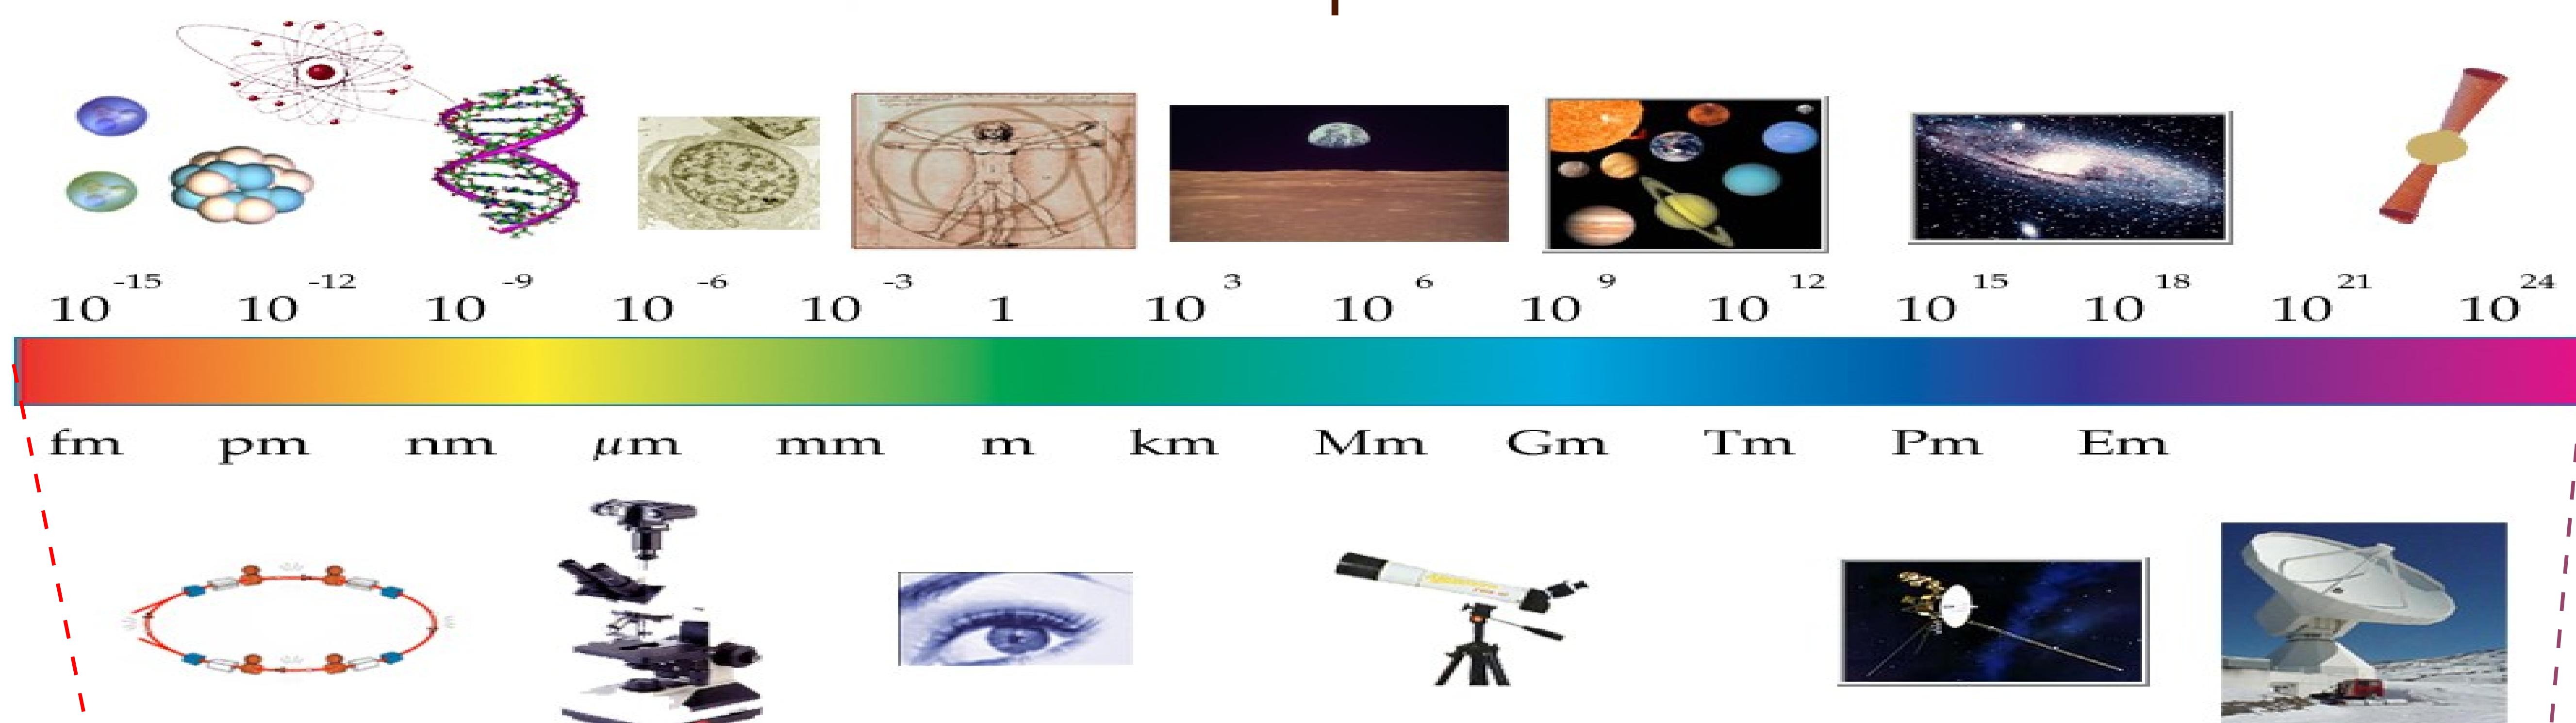 10⁻¹⁵ 10⁻¹² 10⁻⁹ 10⁻⁶ 10⁻³ 1 10³ 10⁶ 10⁹ 10¹² 10¹⁵ 10¹⁸ 10²¹ 10²⁴
fm pm nm μm mm m km Mm Gm Tm Pm Em